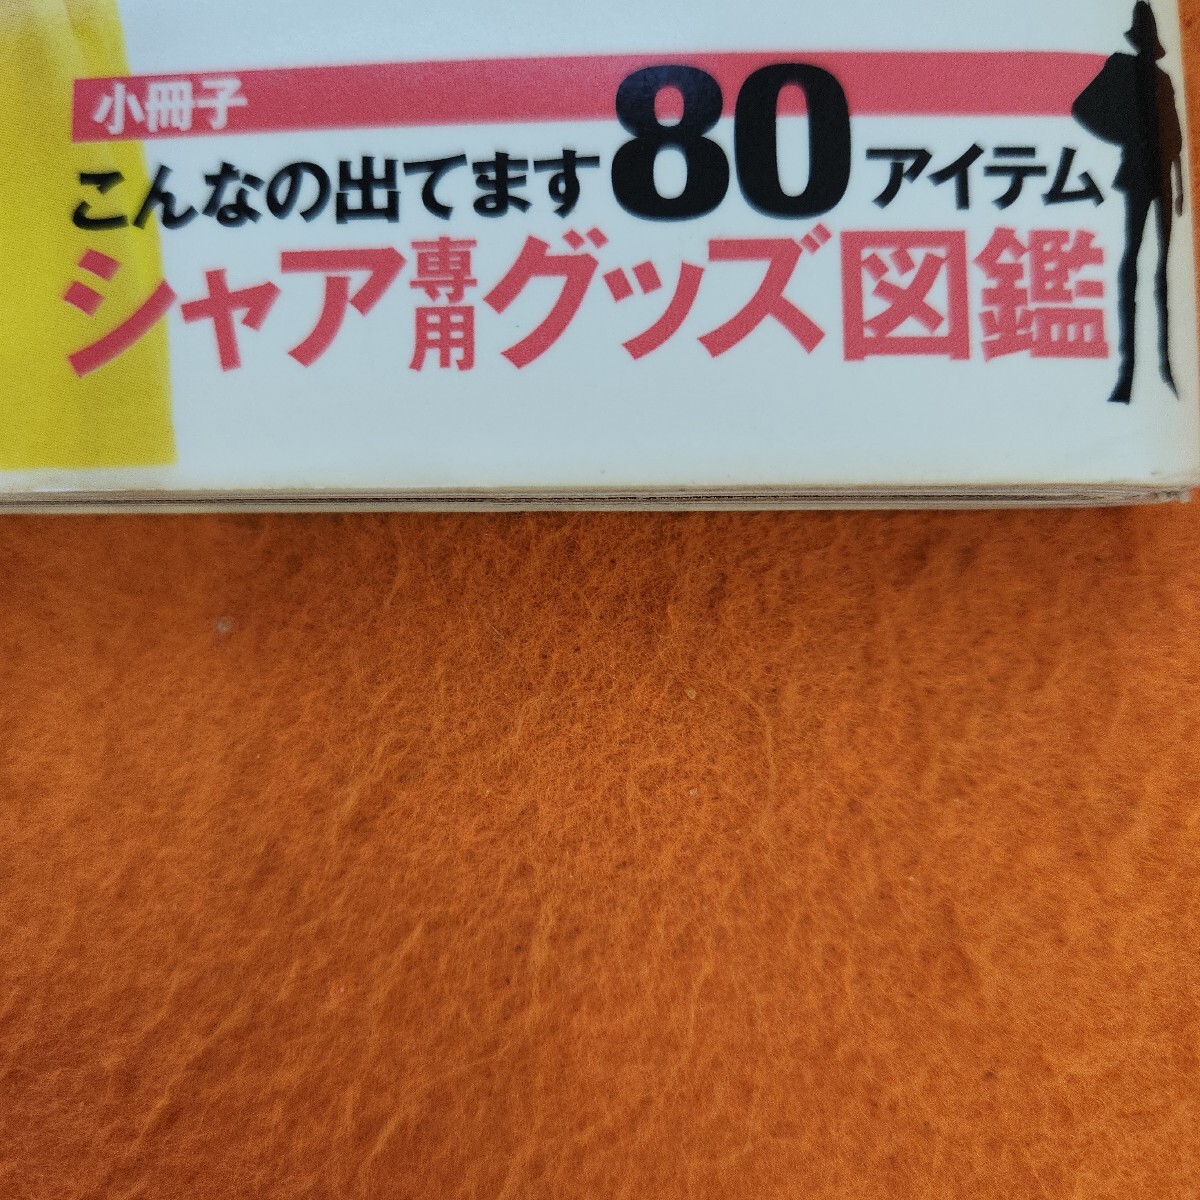 小冊子
こんなの出てます80アイテム
シャア専用グッズ図鑑